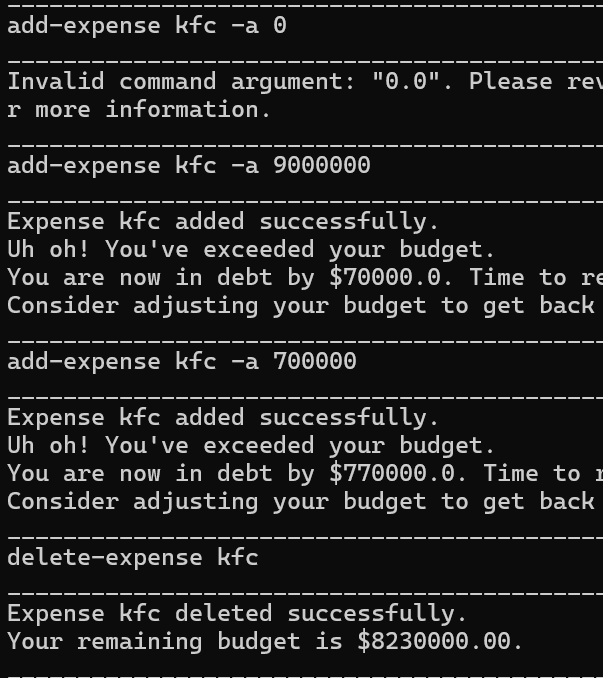 add-expense kfc -a 0
Invalid command argument: "0.0". Please rev
r more information.
add-expense kfc -a 9000000
Expense kfc added successfully.
Uh oh! You've exceeded your budget.
You are now in debt by $70000.0. Time to re
Consider adjusting your budget to get back
add-expense kfc -a 700000
Expense kfc added successfully.
Uh oh! You've exceeded your budget.
You are now in debt by $770000.0. Time to r
Consider adjusting your budget to get back
delete-expense kfc
Expense kfc deleted successfully.
Your remaining budget is $8230000.00.